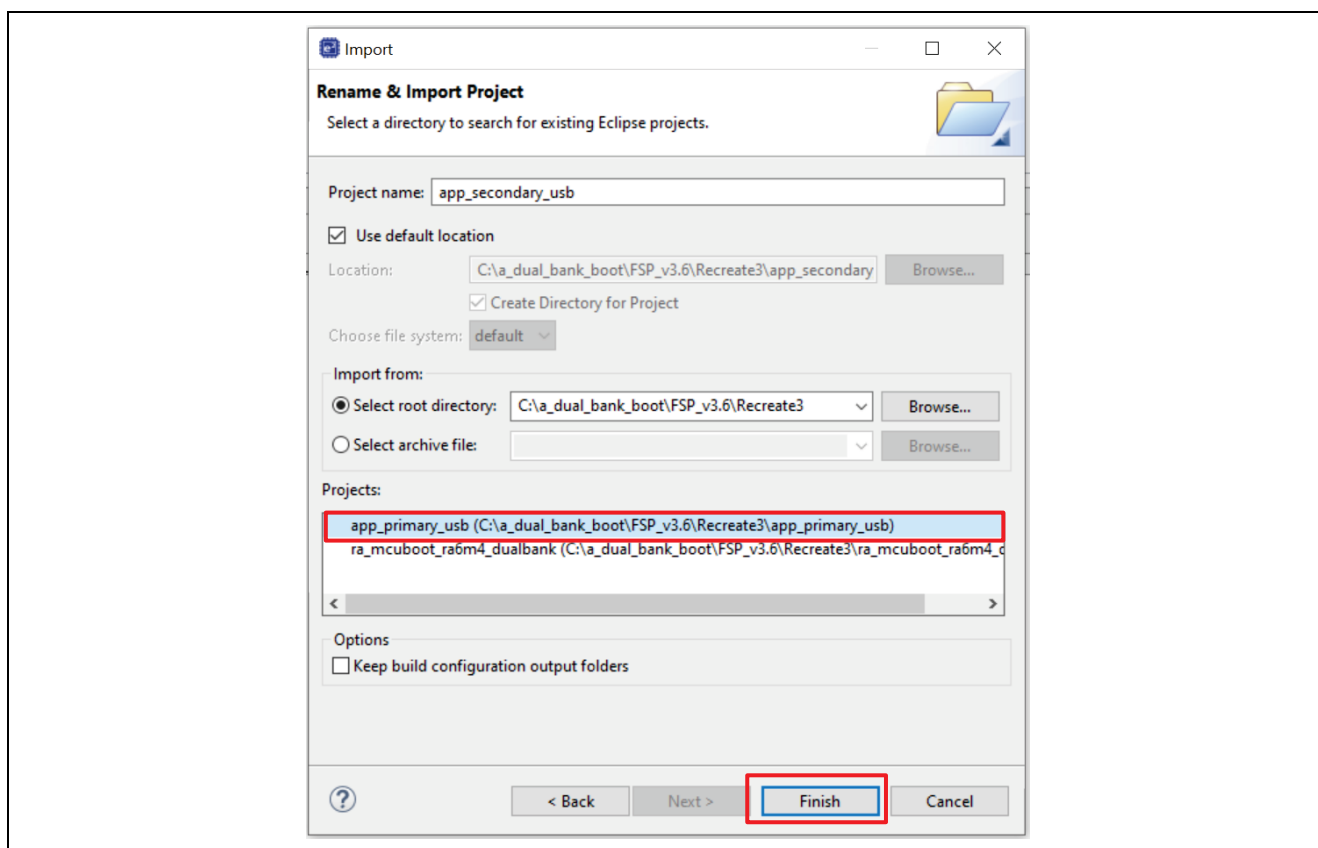 Import
Rename & Import Project
Select a directory to search for existing Eclipse projects.
Project name: app_secondary_usb
Use default location
Location: C:\a_dual_bank_boot\FSP_v3.6\Recreate3\app_secondary Browse...
Create Directory for Project
Choose file system: default
Import from:
Select root directory: C:\a_dual_bank_boot\FSP_v3.6\Recreate3 Browse...
Select archive file: Browse...
Projects:
app_primary_usb (C:\a_dual_bank_boot\FSP_v3.6\Recreate3\app_primary_usb)
ra_mcuboot_ra6m4_dualbank (C:\a_dual_bank_boot\FSP_v3.6\Recreate3\ra_mcuboot_ra6m4_d
Options
Keep build configuration output folders
? < Back Next > Finish Cancel